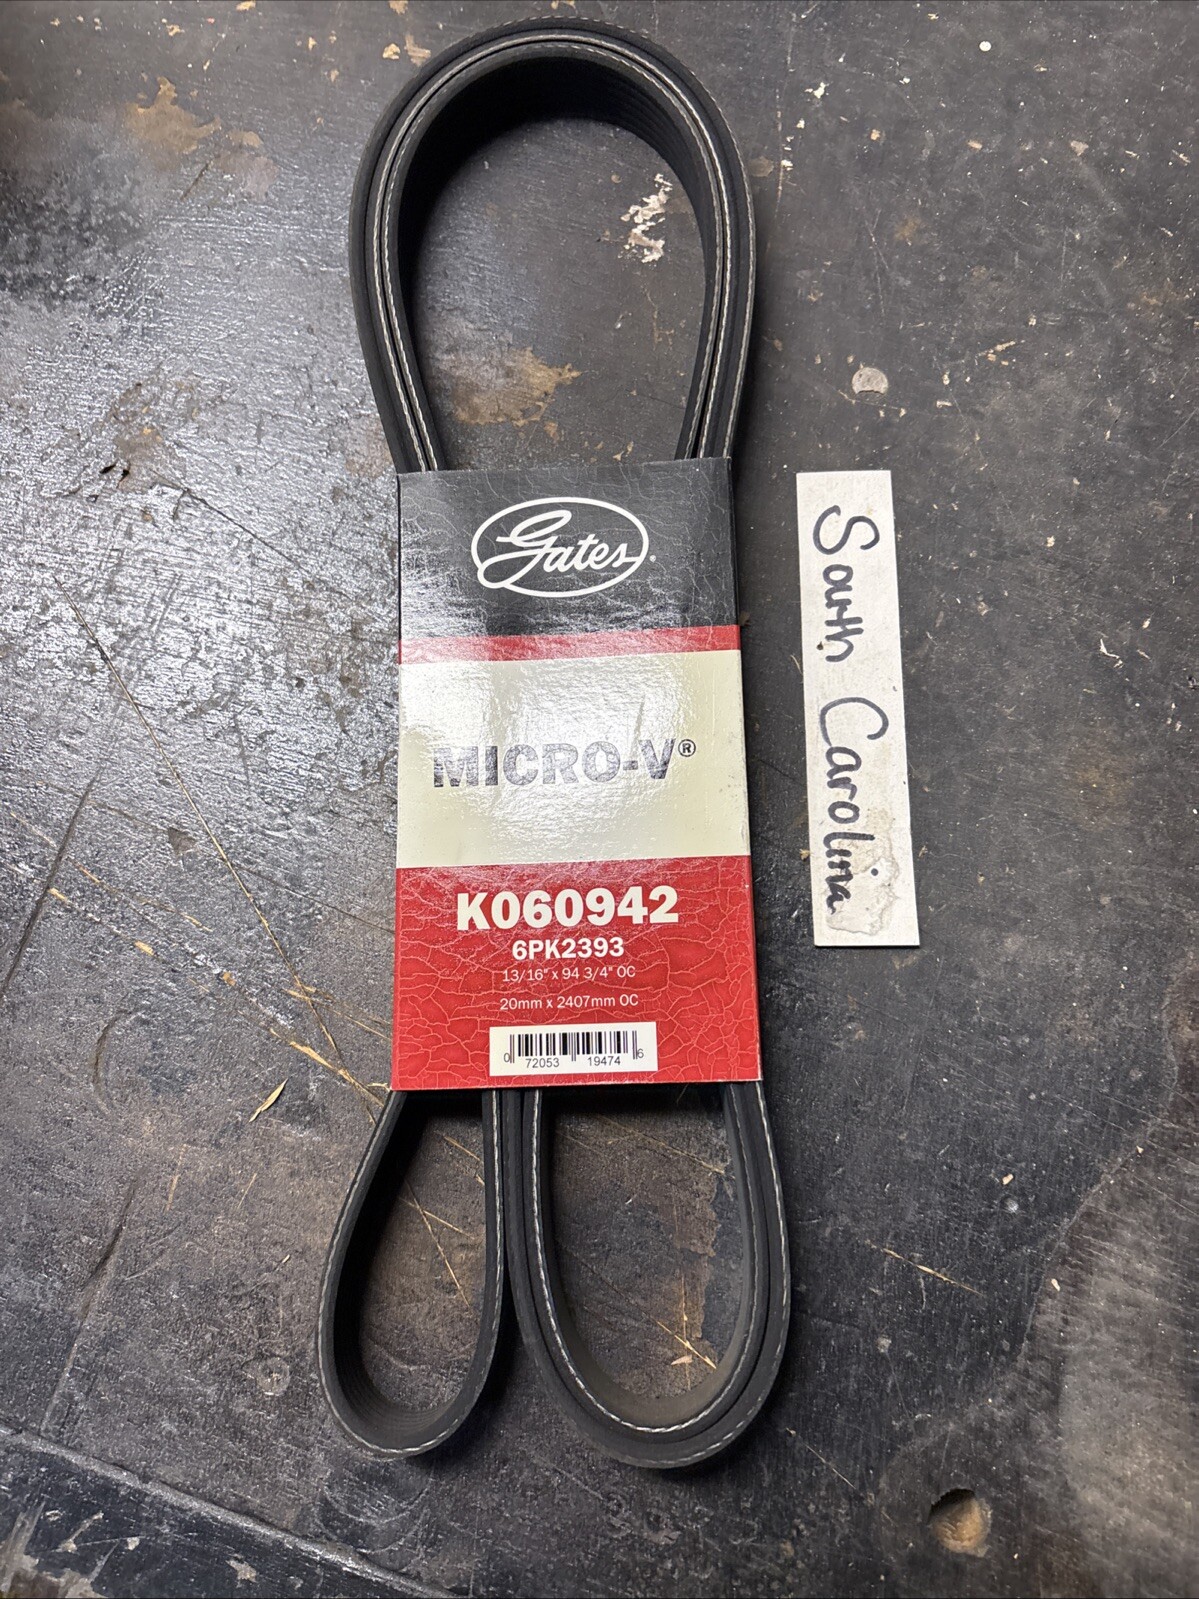 Gates
MICRO-V®
K060942
6PK2393
13/16" x 94 3/4" OC
20mm x 2407mm OC
0 72053 19474 6
South Carolina